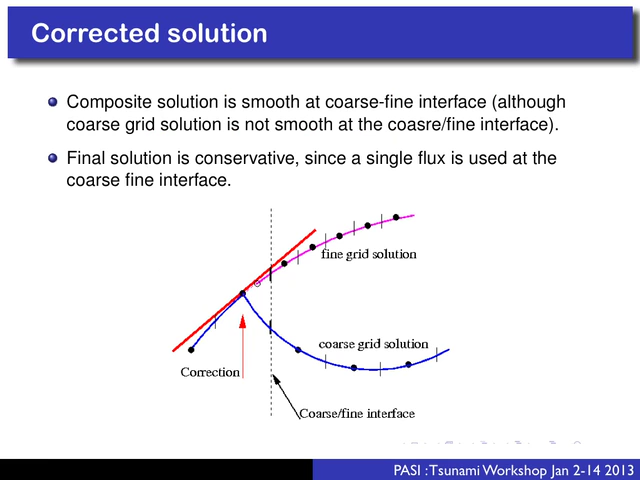 Corrected solution
Composite solution is smooth at coarse-fine interface (although
coarse grid solution is not smooth at the coasre/fine interface).
Final solution is conservative, since a single flux is used at the
coarse fine interface.
fine grid solution
coarse grid solution
Correction
Coarse/fine interface
PASI : Tsunami Workshop Jan 2-14 2013